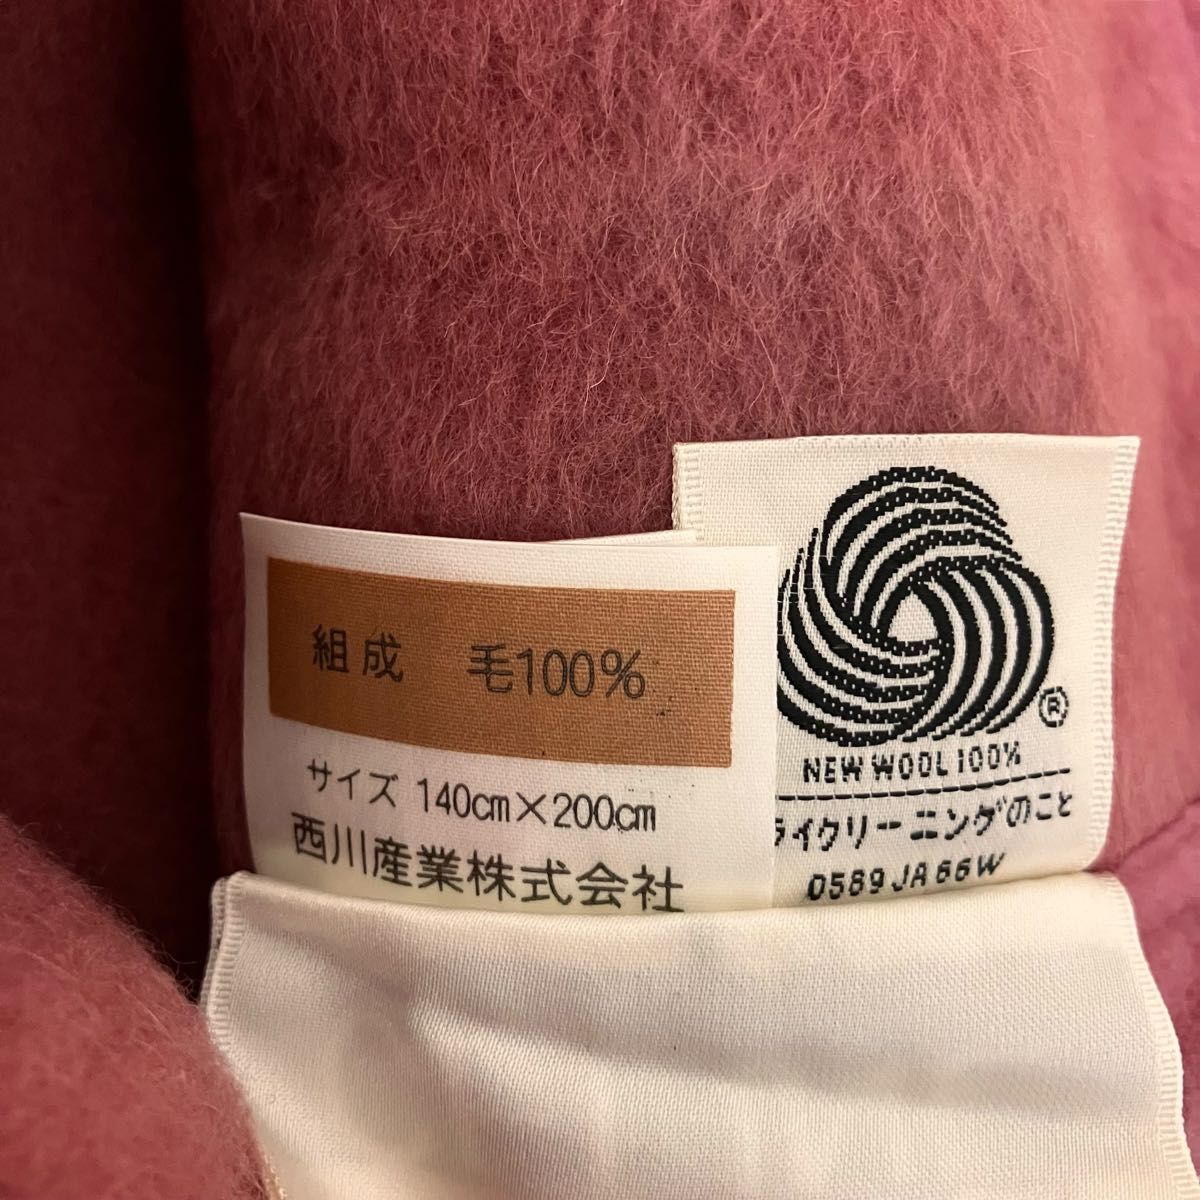 組成 毛100%
サイズ 140cm×200cm
西川産業株式会社
®
NEW WOOL 100%
ライクリーニングのこと
0589 JA 66W